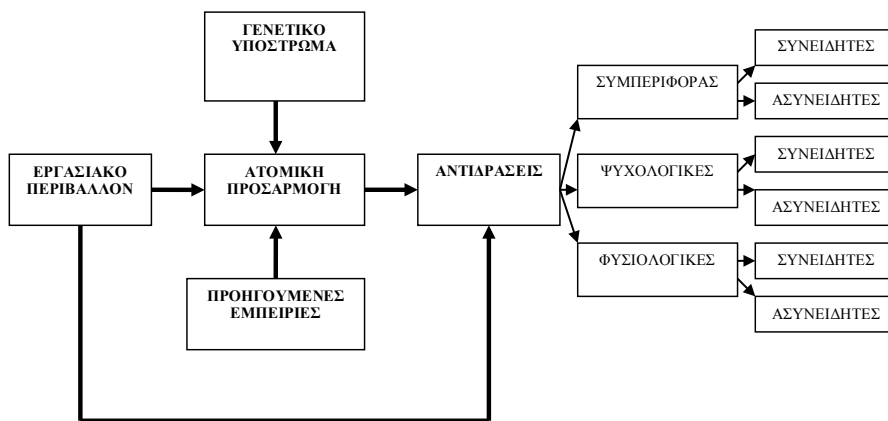 ΓΕΝΕΤΙΚΟ
ΥΠΟΣΤΡΩΜΑ
ΕΡΓΑΣΙΑΚΟ
ΠΕΡΙΒΑΛΛΟΝ
ΑΤΟΜΙΚΗ
ΠΡΟΣΑΡΜΟΓΗ
ΠΡΟΗΓΟΥΜΕΝΕΣ
ΕΜΠΕΙΡΙΕΣ
ΑΝΤΙΔΡΑΣΕΙΣ
ΣΥΜΠΕΡΙΦΟΡΑΣ
ΣΥΝΕΙΔΗΤΕΣ
ΑΣΥΝΕΙΔΗΤΕΣ
ΨΥΧΟΛΟΓΙΚΕΣ
ΣΥΝΕΙΔΗΤΕΣ
ΑΣΥΝΕΙΔΗΤΕΣ
ΦΥΣΙΟΛΟΓΙΚΕΣ
ΣΥΝΕΙΔΗΤΕΣ
ΑΣΥΝΕΙΔΗΤΕΣ